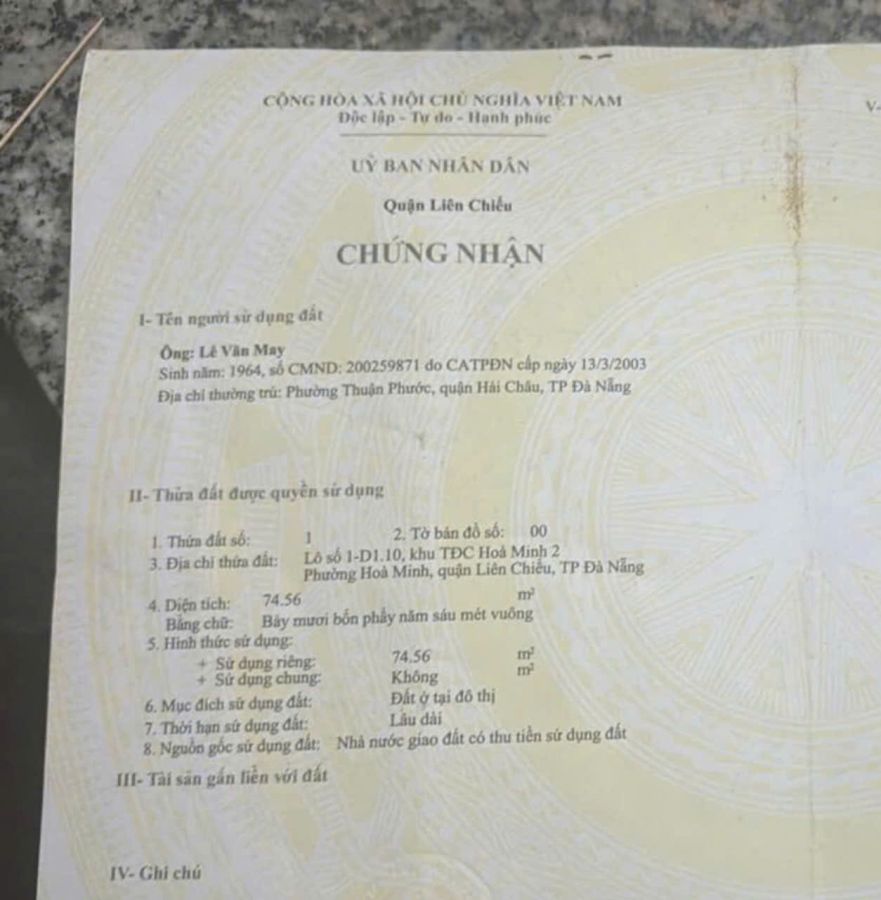 CỘNG HÒA XÃ HỘI CHỦ NGHĨA VIỆT NAM
Độc lập - Tự do - Hạnh phúc
V-
UỶ BAN NHÂN DÂN
Quận Liên Chiểu
CHỨNG NHẬN
I- Tên người sử dụng đất
Ông: Lê Văn May
Sinh năm: 1964, số CMND: 200259871 do CATPĐN cấp ngày 13/3/2003
Địa chỉ thường trú: Phường Thuận Phước, quận Hải Châu, TP Đà Nẵng
II- Thửa đất được quyền sử dụng
1. Thửa đất số: 1 2. Tờ bản đồ số: 00
3. Địa chỉ thửa đất: Lô số 1-D1.10, khu TĐC Hoà Minh 2
Phường Hoà Minh, quận Liên Chiểu, TP Đà Nẵng
4. Diện tích: 74.56 m²
Bằng chữ: Bảy mươi bốn phẩy năm sáu mét vuông
5. Hình thức sử dụng:
+ Sử dụng riêng: 74.56 m²
+ Sử dụng chung: Không m²
6. Mục đích sử dụng đất: Đất ở tại đô thị
7. Thời hạn sử dụng đất: Lâu dài
8. Nguồn gốc sử dụng đất: Nhà nước giao đất có thu tiền sử dụng đất
III- Tài sản gắn liền với đất
IV- Ghi chú